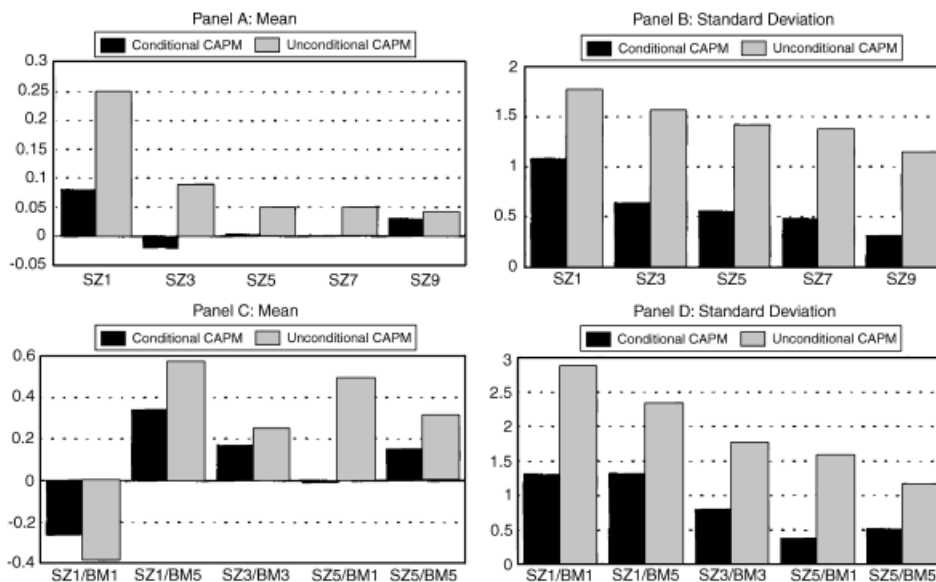 Panel A: Mean
Conditional CAPM Unconditional CAPM
0.3
0.25
0.2
0.15
0.1
0.05
0
-0.05
SZ1 SZ3 SZ5 SZ7 SZ9
Panel B: Standard Deviation
Conditional CAPM Unconditional CAPM
2
1.5
1
0.5
0
SZ1 SZ3 SZ5 SZ7 SZ9
Panel C: Mean
Conditional CAPM Unconditional CAPM
0.6
0.4
0.2
0
-0.2
-0.4
SZ1/BM1 SZ1/BM5 SZ3/BM3 SZ5/BM1 SZ5/BM5
Panel D: Standard Deviation
Conditional CAPM Unconditional CAPM
3
2.5
2
1.5
1
0.5
0
SZ1/BM1 SZ1/BM5 SZ3/BM3 SZ5/BM1 SZ5/BM5